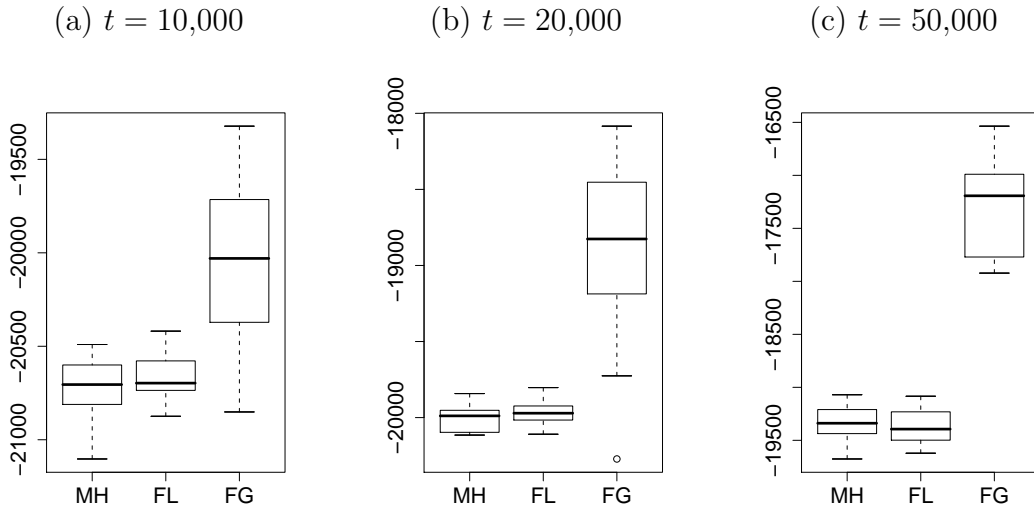 (a) t = 10,000
(b) t = 20,000
(c) t = 50,000
−19500
−20000
−20500
−21000
MH FL FG
−18000
−19000
−20000
MH FL FG
−16500
−17500
−18500
−19500
MH FL FG